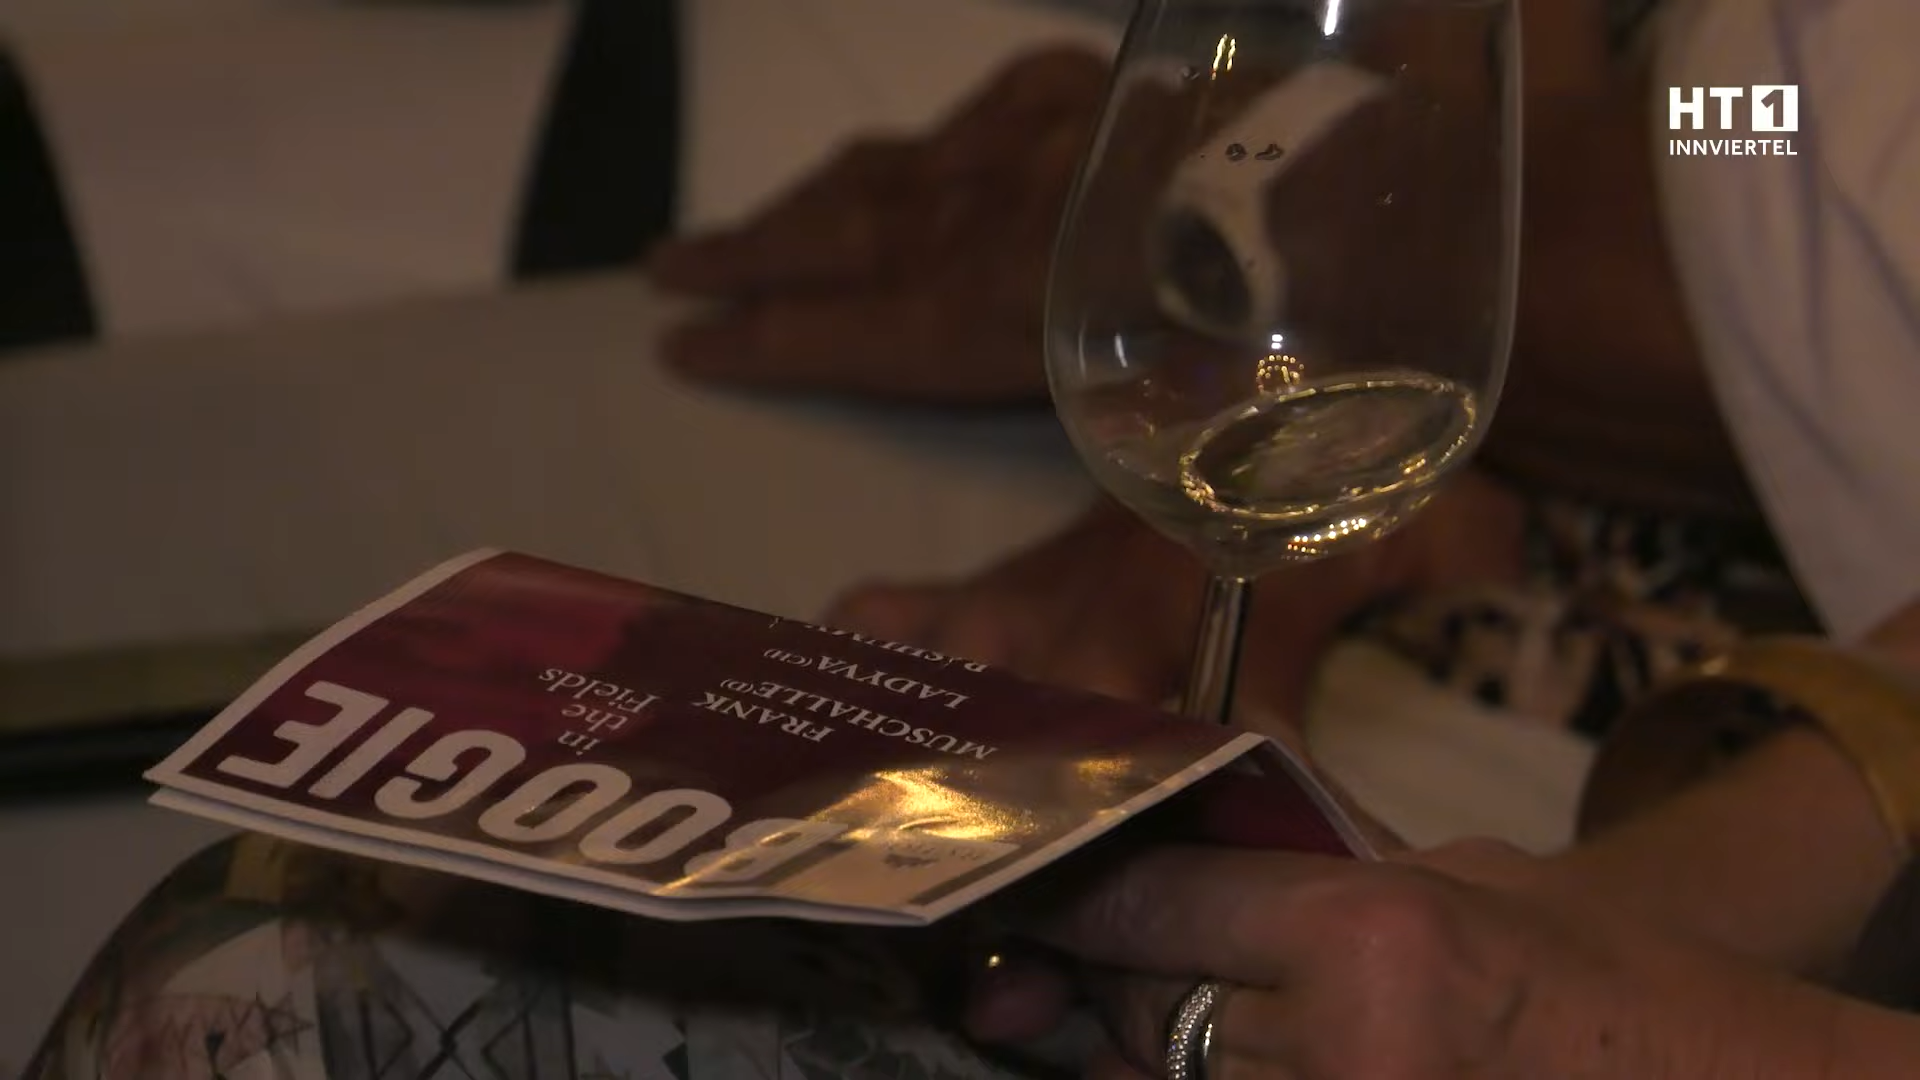 HT1
INNVIERTEL
BOOGIE
in
the
Fields
FRANK
MUSCHALLE (D)
LADYVA (CH)